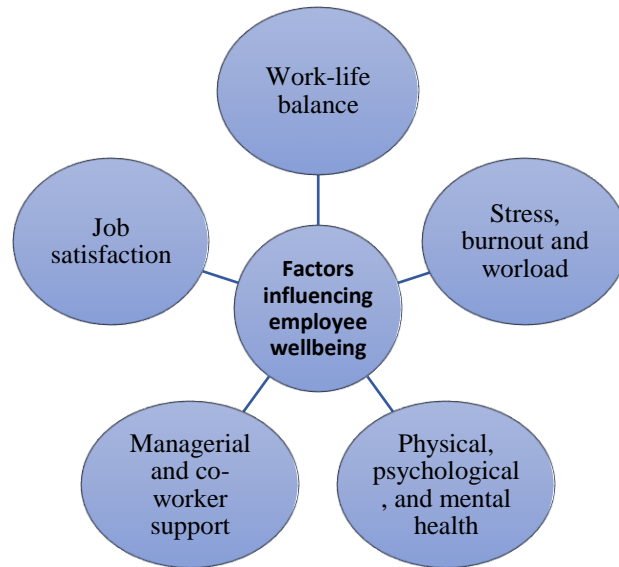 Work-life
balance
Job
satisfaction
Stress,
burnout and
worload
Factors
influencing
employee
wellbeing
Managerial
and co-
worker
support
Physical,
psychological
, and mental
health